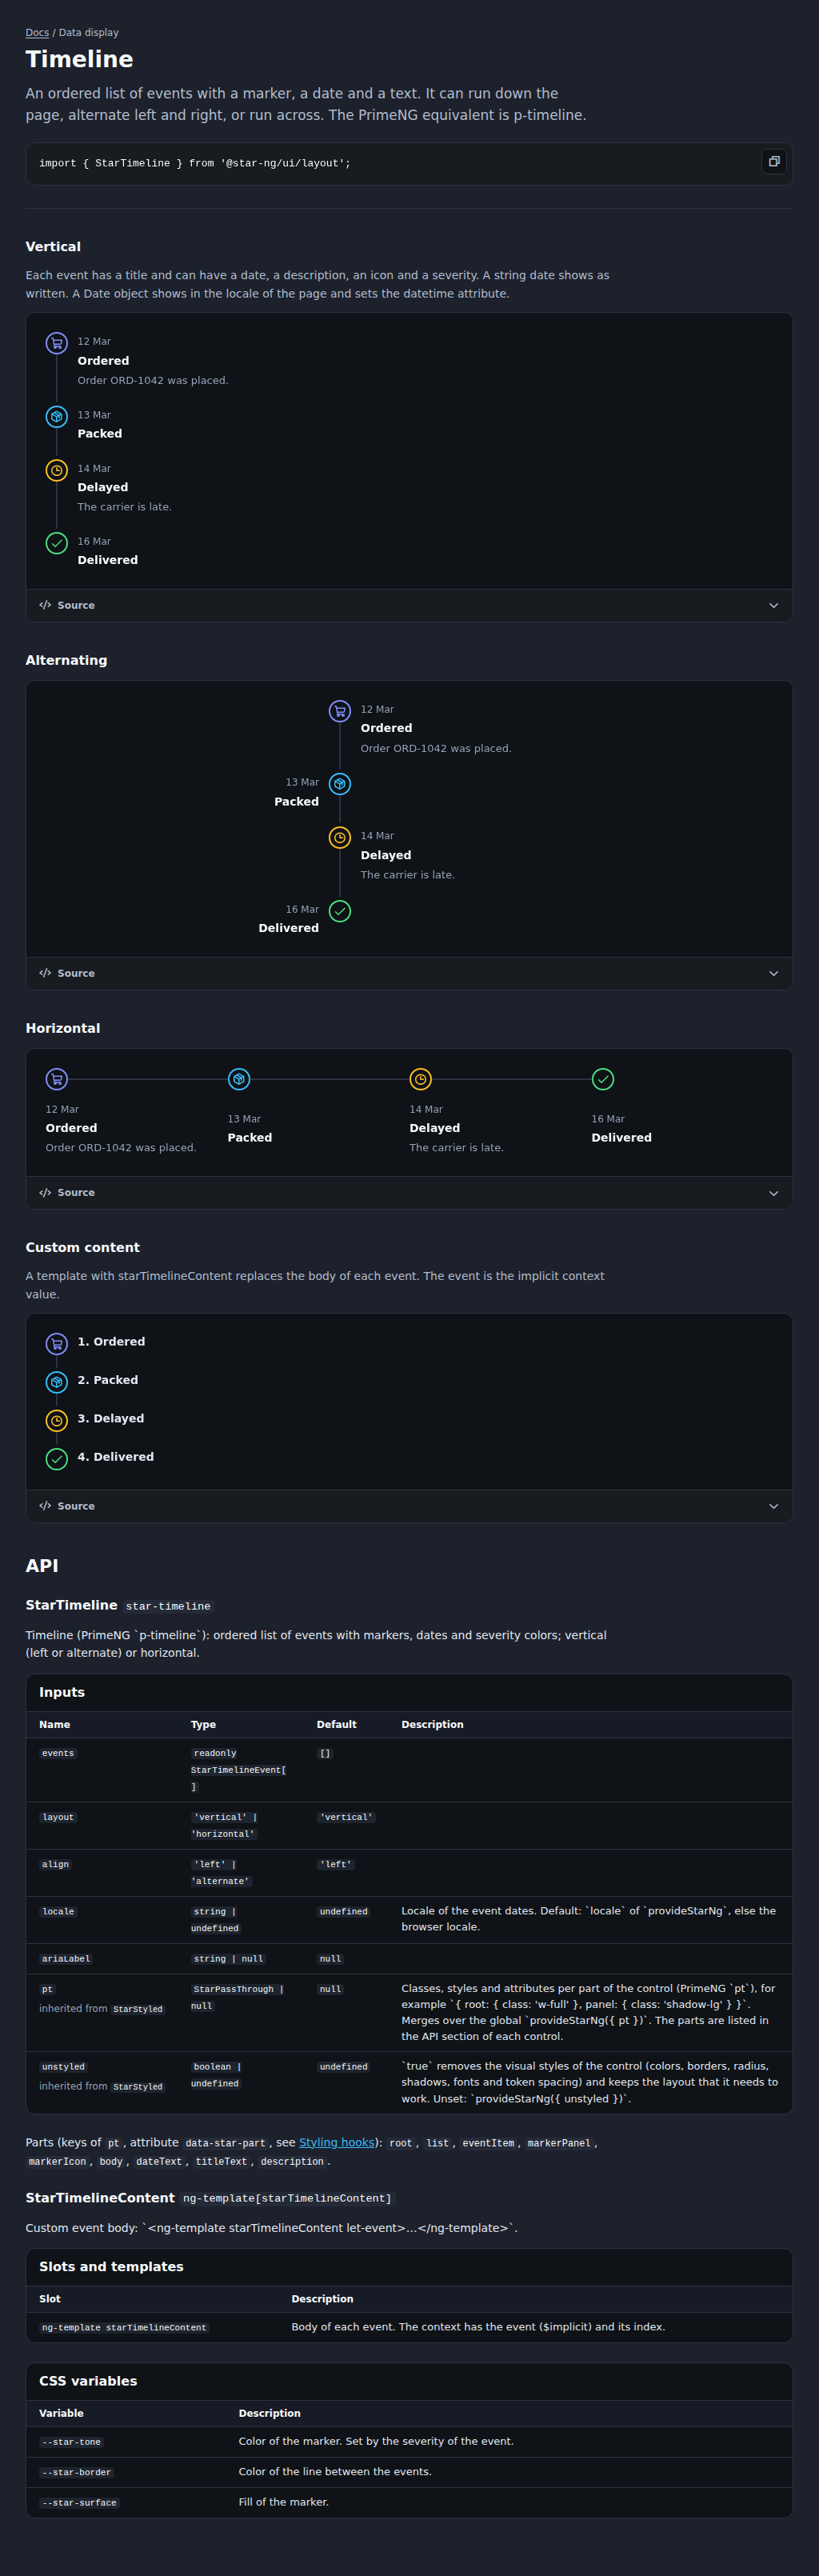 Docs / Data display
Timeline
An ordered list of events with a marker, a date and a text. It can run down the
page, alternate left and right, or run across. The PrimeNG equivalent is p-timeline.
import { StarTimeline } from '@star-ng/ui/layout';
Vertical
Each event has a title and can have a date, a description, an icon and a severity. A string date shows as
written. A Date object shows in the locale of the page and sets the datetime attribute.
12 Mar
Ordered
Order ORD-1042 was placed.
13 Mar
Packed
14 Mar
Delayed
The carrier is late.
16 Mar
Delivered
Source
Alternating
12 Mar
Ordered
Order ORD-1042 was placed.
13 Mar
Packed
14 Mar
Delayed
The carrier is late.
16 Mar
Delivered
Source
Horizontal
12 Mar
Ordered
Order ORD-1042 was placed.
13 Mar
Packed
14 Mar
Delayed
The carrier is late.
16 Mar
Delivered
Source
Custom content
A template with starTimelineContent replaces the body of each event. The event is the implicit context
value.
1. Ordered
2. Packed
3. Delayed
4. Delivered
Source
API
StarTimeline star-timeline
Timeline (PrimeNG `p-timeline`): ordered list of events with markers, dates and severity colors; vertical
(left or alternate) or horizontal.
Inputs
Name Type Default Description
events readonly StarTimelineEvent[] []
layout 'vertical' | 'horizontal' 'vertical'
align 'left' | 'alternate' 'left'
locale string | undefined undefined Locale of the event dates. Default: `locale` of `provideStarNg`, else the
browser locale.
ariaLabel string | null null
pt StarPassThrough | null null Classes, styles and attributes per part of the control (PrimeNG `pt`), for
inherited from StarStyled example `{ root: { class: 'w-full' }, panel: { class: 'shadow-lg' } }`.
Merges over the global `provideStarNg({ pt })`. The parts are listed in
the API section of each control.
unstyled boolean | undefined undefined `true` removes the visual styles of the control (colors, borders, radius,
inherited from StarStyled shadows, fonts and token spacing) and keeps the layout that it needs to
work. Unset: `provideStarNg({ unstyled })`.
Parts (keys of pt, attribute data-star-part, see Styling hooks): root, list, eventItem, markerPanel,
markerIcon, body, dateText, titleText, description.
StarTimelineContent ng-template[starTimelineContent]
Custom event body: `<ng-template starTimelineContent let-event>…</ng-template>`.
Slots and templates
Slot Description
ng-template starTimelineContent Body of each event. The context has the event ($implicit) and its index.
CSS variables
Variable Description
--star-tone Color of the marker. Set by the severity of the event.
--star-border Color of the line between the events.
--star-surface Fill of the marker.